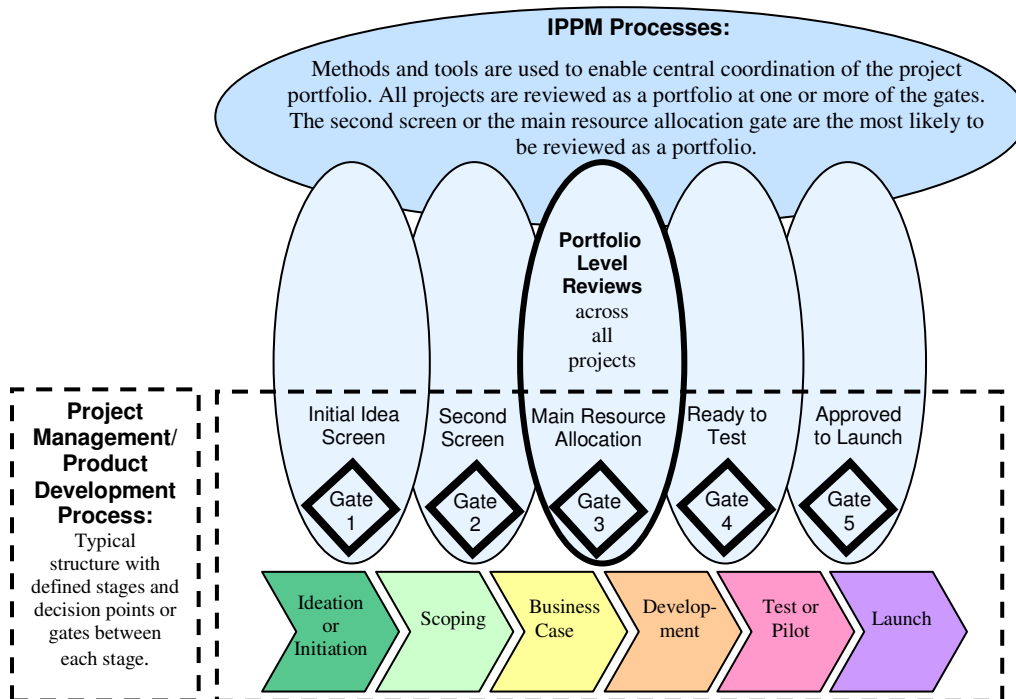 IPPM Processes:
Methods and tools are used to enable central coordination of the project
portfolio. All projects are reviewed as a portfolio at one or more of the gates.
The second screen or the main resource allocation gate are the most likely to
be reviewed as a portfolio.
Portfolio
Level
Reviews
across
all
projects
Project
Management/
Product
Development
Process:
Typical
structure with
defined stages and
decision points or
gates between
each stage.
Initial Idea
Screen
Second
Screen
Main Resource
Allocation
Ready to
Test
Approved
to Launch
Gate
1
Gate
2
Gate
3
Gate
4
Gate
5
Ideation
or
Initiation
Scoping
Business
Case
Develop-
ment
Test or
Pilot
Launch